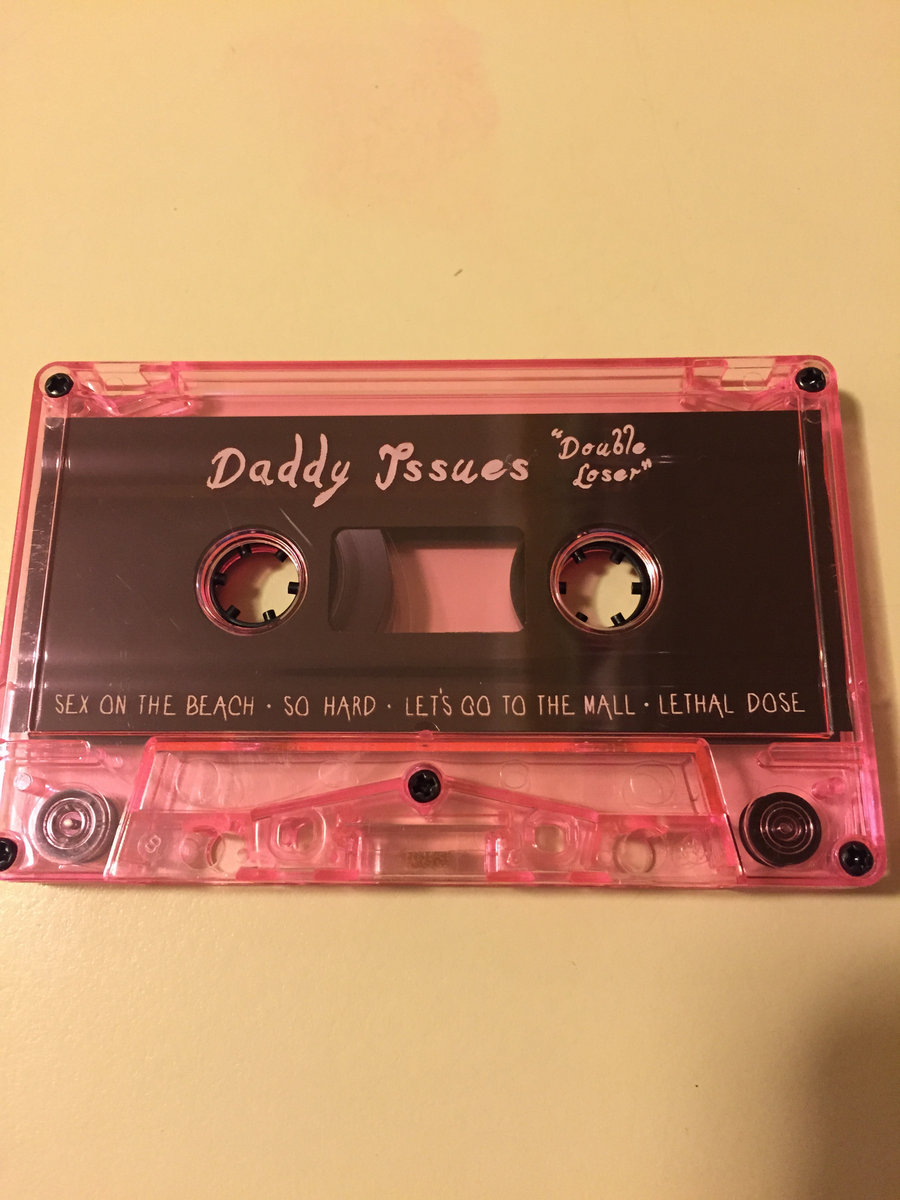 Daddy Issues "Double
Loser"
SEX ON THE BEACH · SO HARD · LET'S GO TO THE MALL · LETHAL DOSE